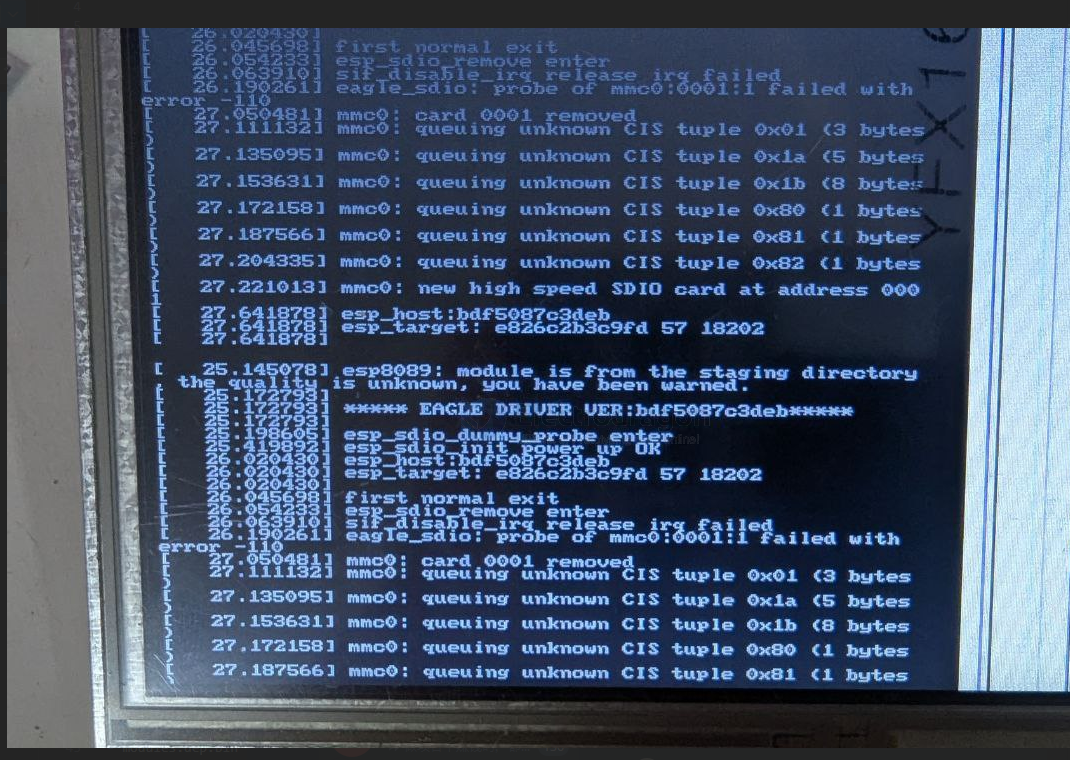 [ 26.020430]
[ 26.045698] first normal exit
[ 26.054233] esp_sdio_remove enter
[ 26.063910] sif_disable_irq release irq failed
[ 26.190261] eagle_sdio: probe of mmc0:0001:1 failed with
error -110
[ 27.050481] mmc0: card 0001 removed
[ 27.111132] mmc0: queuing unknown CIS tuple 0x01 (3 bytes
[ 27.135095] mmc0: queuing unknown CIS tuple 0x1a (5 bytes
[ 27.153631] mmc0: queuing unknown CIS tuple 0x1b (8 bytes
[ 27.172158] mmc0: queuing unknown CIS tuple 0x80 (1 bytes
[ 27.187566] mmc0: queuing unknown CIS tuple 0x81 (1 bytes
[ 27.204335] mmc0: queuing unknown CIS tuple 0x82 (1 bytes
[ 27.221013] mmc0: new high speed SDIO card at address 000
1
[ 27.641878] esp_host:bdf5087c3deb
[ 27.641878] esp_target: e826c2b3c9fd 57 18202
[ 27.641878]
[ 25.145078] esp8089: module is from the staging directory
the quality is unknown, you have been warned.
[ 25.172793]
[ 25.172793] ***** EAGLE DRIVER VER:bdf5087c3deb*****
[ 25.172793]
[ 25.198605] esp_sdio_dummy_probe enter
[ 25.419892] esp_sdio_init power up OK
[ 26.020430] esp_host:bdf5087c3deb
[ 26.020430] esp_target: e826c2b3c9fd 57 18202
[ 26.020430]
[ 26.045698] first normal exit
[ 26.054233] esp_sdio_remove enter
[ 26.063910] sif_disable_irq release irq failed
[ 26.190261] eagle_sdio: probe of mmc0:0001:1 failed with
error -110
[ 27.050481] mmc0: card 0001 removed
[ 27.111132] mmc0: queuing unknown CIS tuple 0x01 (3 bytes
[ 27.135095] mmc0: queuing unknown CIS tuple 0x1a (5 bytes
[ 27.153631] mmc0: queuing unknown CIS tuple 0x1b (8 bytes
[ 27.172158] mmc0: queuing unknown CIS tuple 0x80 (1 bytes
[ 27.187566] mmc0: queuing unknown CIS tuple 0x81 (1 bytes